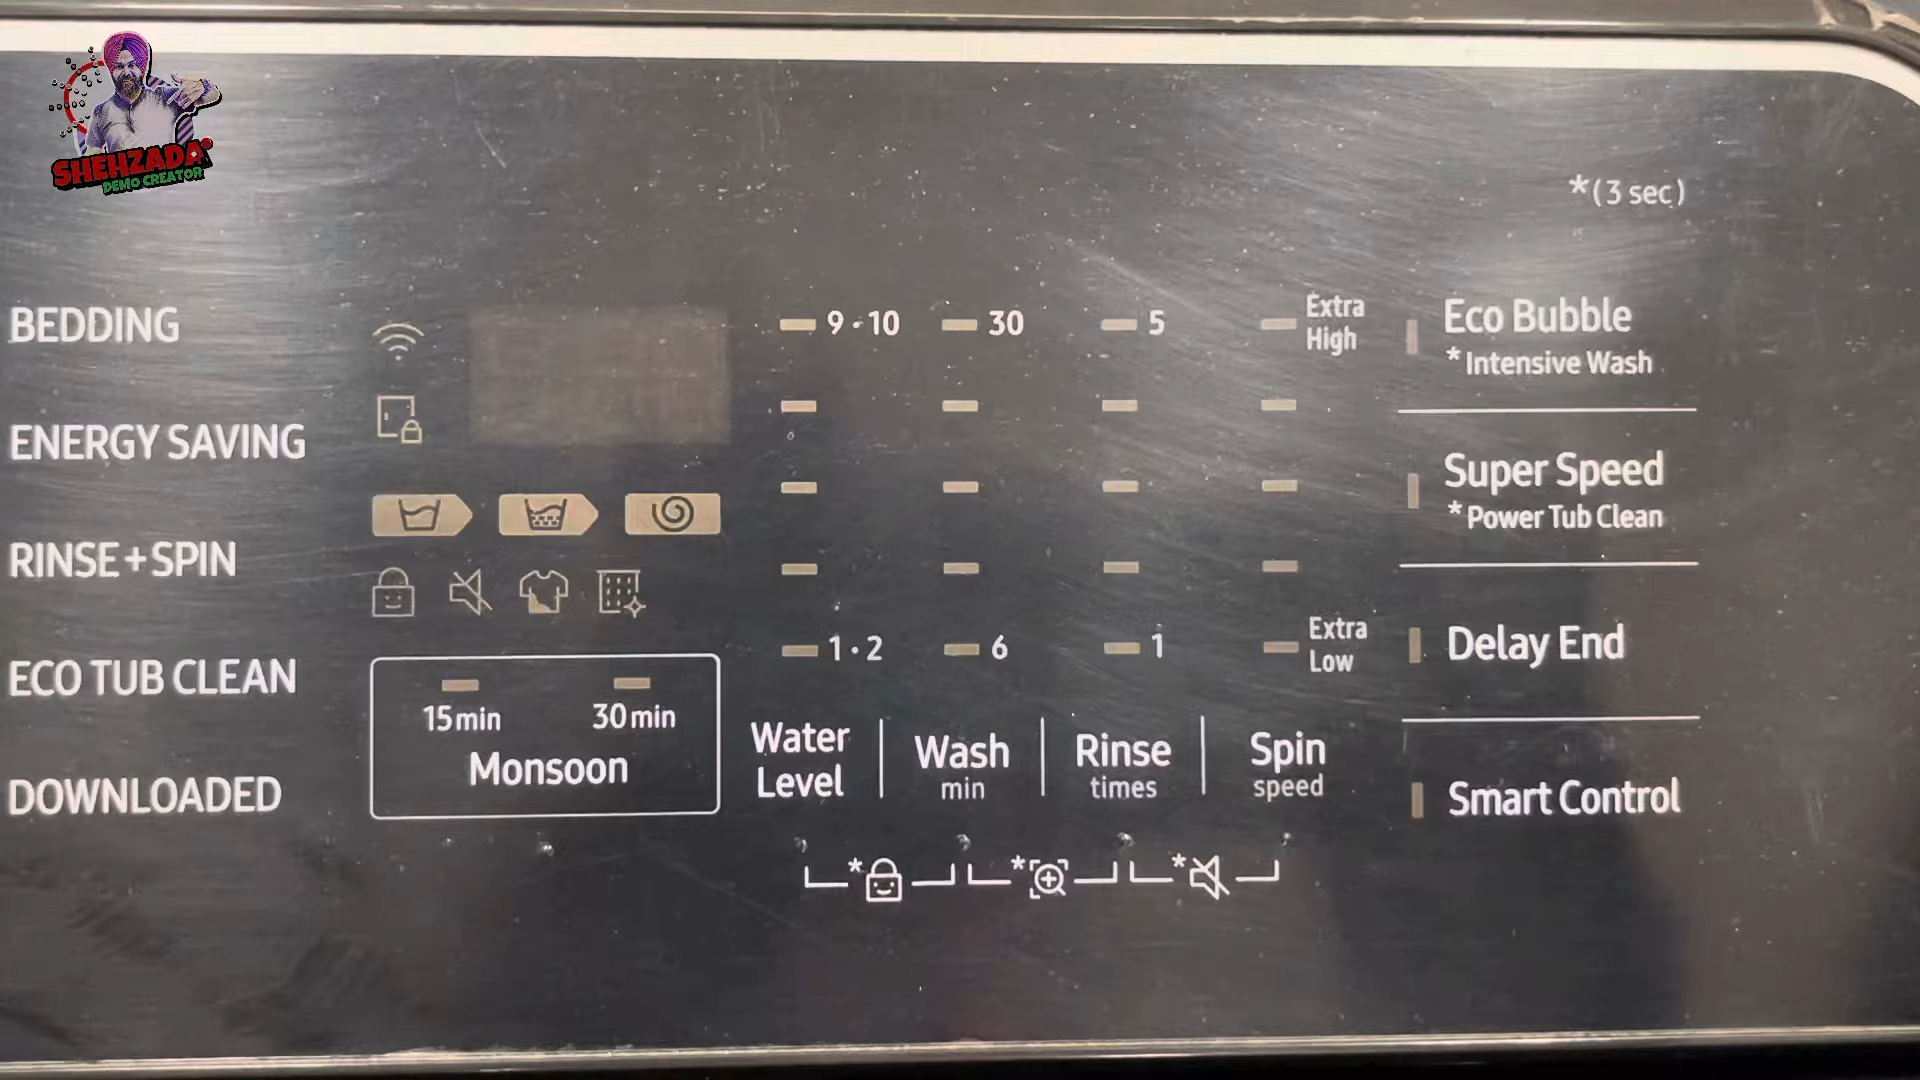 SHEHZADA
DEMO CREATOR
*(3 sec)
BEDDING
ENERGY SAVING
RINSE+SPIN
ECO TUB CLEAN
DOWNLOADED
15min
30min
Monsoon
9-10
30
5
Extra
High
1·2
6
1
Extra
Low
Water
Level
Wash
min
Rinse
times
Spin
speed
*
*
*
Eco Bubble
* Intensive Wash
Super Speed
* Power Tub Clean
Delay End
Smart Control